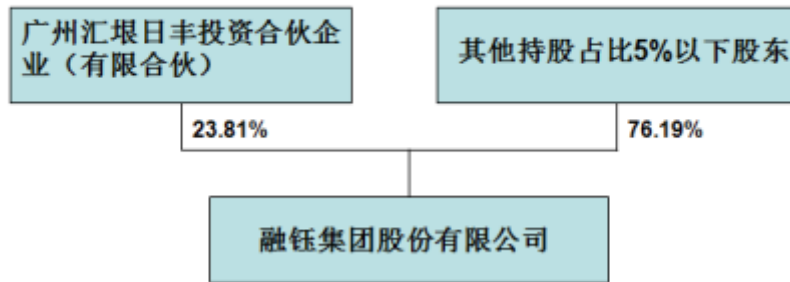 广州汇垠日丰投资合伙企
业（有限合伙）
其他持股占比5%以下股东
23.81%
76.19%
融钰集团股份有限公司